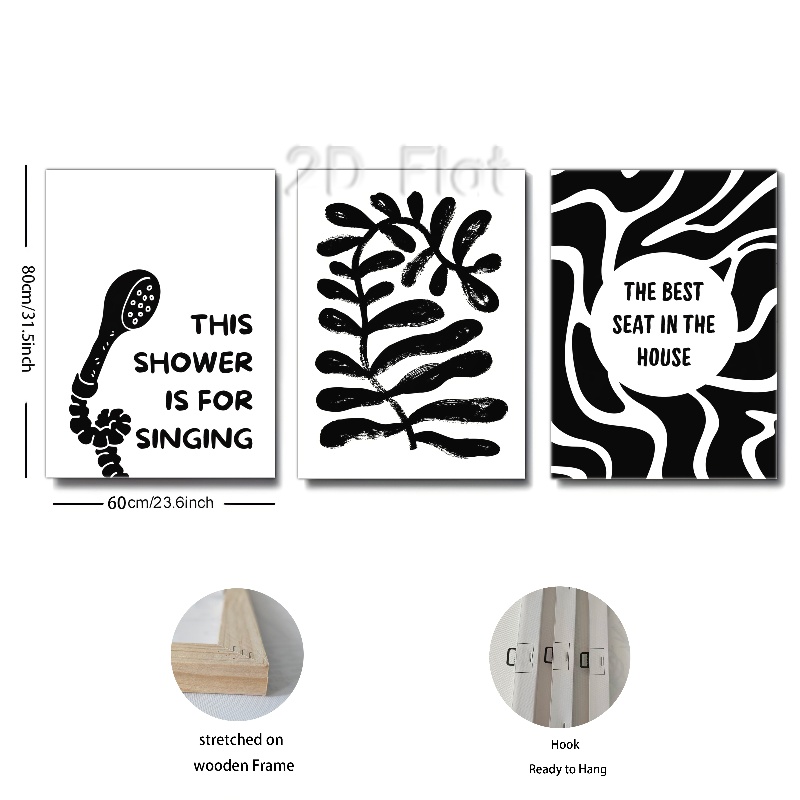 2D Flat
80cm/31.5inch
THIS
SHOWER
IS FOR
SINGING
THE BEST
SEAT IN THE
HOUSE
60cm/23.6inch
stretched on
wooden Frame
Hook
Ready to Hang